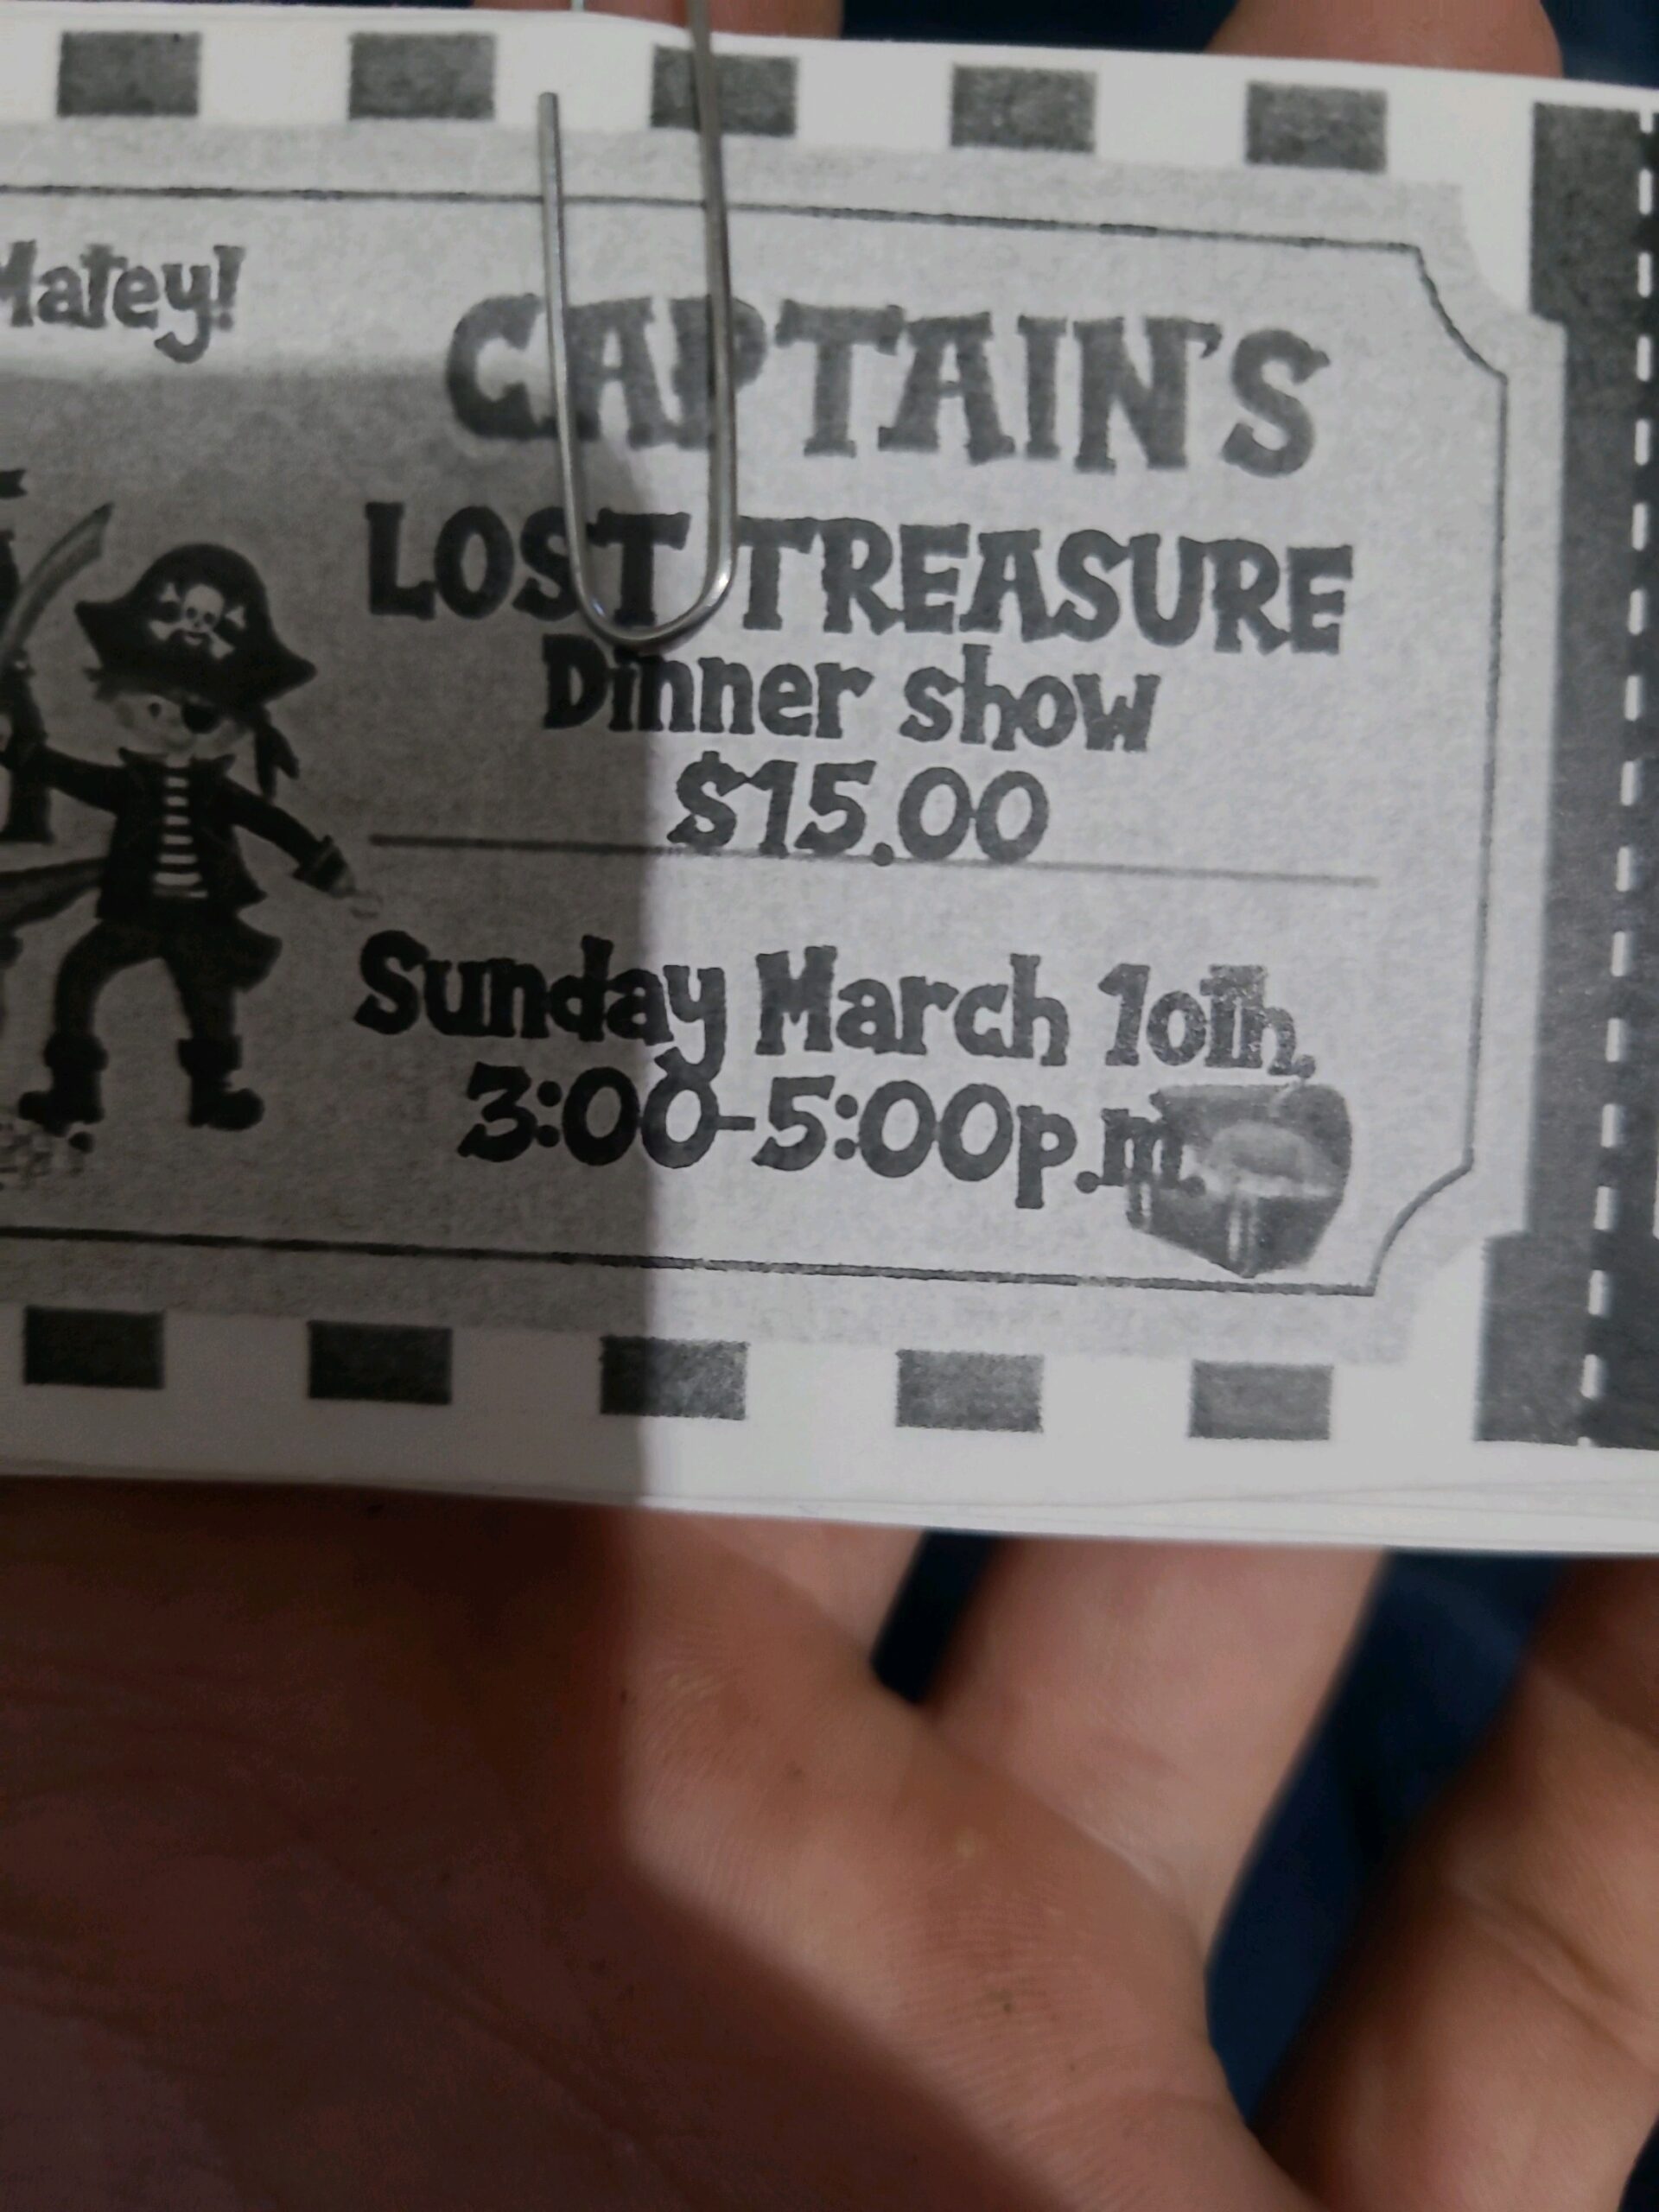 Matey!
CAPTAIN'S
LOST TREASURE
Dinner show
$15.00
Sunday March 10th,
3:00-5:00p.m.